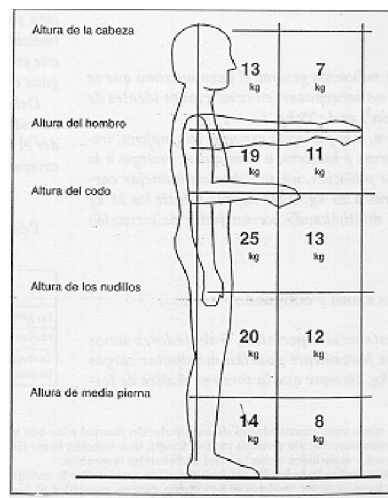 Altura de la cabeza
13 7
kg kg
Altura del hombro
19 11
kg kg
Altura del codo
25 13
kg kg
Altura de los nudillos
20 12
kg kg
Altura de media pierna
14 8
kg kg